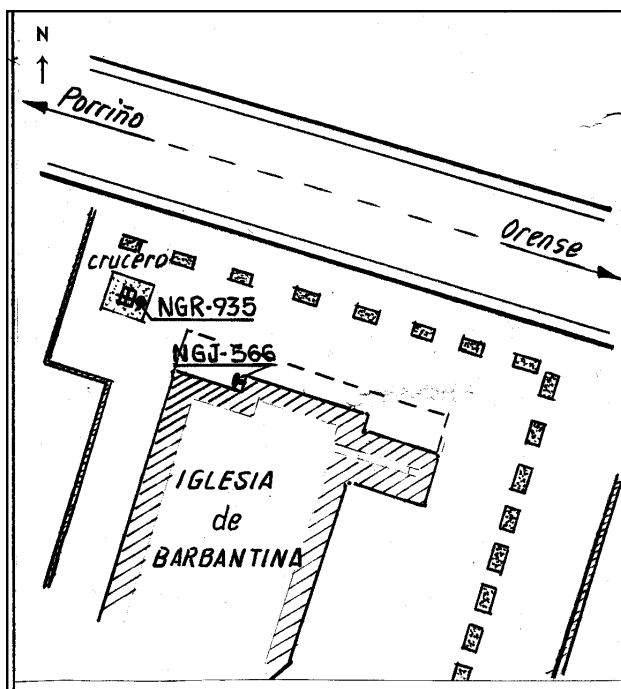 N
Porriño
Orense
crucero
NGR-935
NGJ-566
IGLESIA
de
BARBANTINA